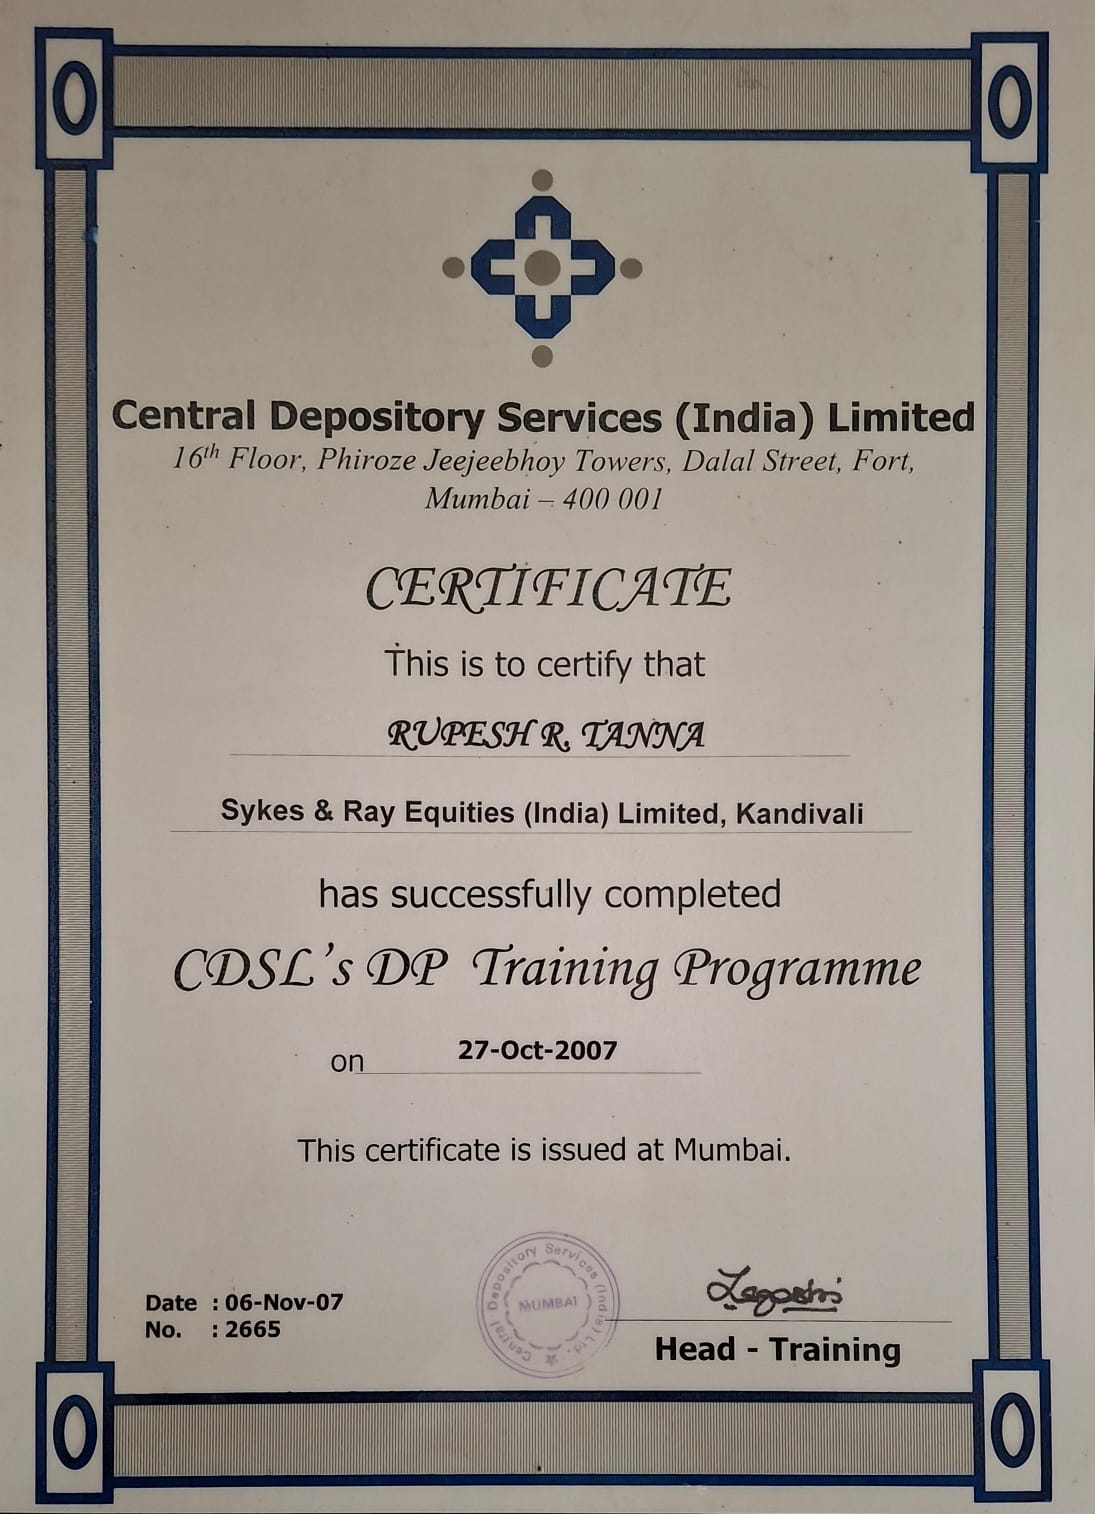 Central Depository Services (India) Limited
16th Floor, Phiroze Jeejeebhoy Towers, Dalal Street, Fort,
Mumbai – 400 001
CERTIFICATE
This is to certify that
RUPESH R. TANNA
Sykes & Ray Equities (India) Limited, Kandivali
has successfully completed
CDSL's DP Training Programme
on 27-Oct-2007
This certificate is issued at Mumbai.
Central Depository Services (India) Ltd.
MUMBAI
Date : 06-Nov-07
No. : 2665
Head - Training